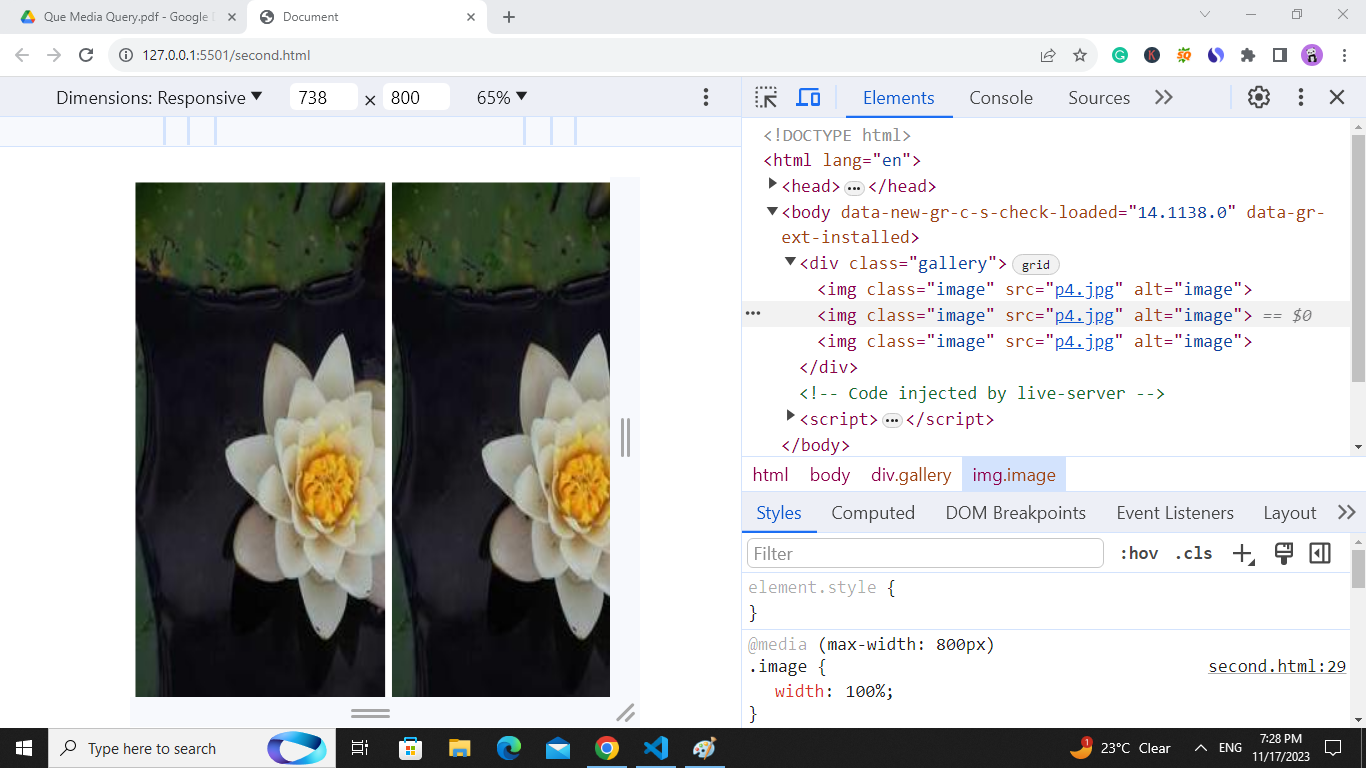 Que Media Query.pdf - Google
Document
127.0.0.1:5501/second.html
Dimensions: Responsive
738
×
800
65%
Elements
Console
Sources
<!DOCTYPE html>
<html lang="en">
<head> ••• </head>
<body data-new-gr-c-s-check-loaded="14.1138.0" data-gr-
ext-installed>
<div class="gallery"> grid
<img class="image" src="p4.jpg" alt="image">
••• <img class="image" src="p4.jpg" alt="image"> == $0
<img class="image" src="p4.jpg" alt="image">
</div>
<!-- Code injected by live-server -->
<script> ••• </script>
</body>
html body div.gallery img.image
Styles Computed DOM Breakpoints Event Listeners Layout
Filter
:hov .cls
element.style {
}
@media (max-width: 800px)
.image {
second.html:29
width: 100%;
}
Type here to search
1
23°C Clear
ENG
7:28 PM
11/17/2023